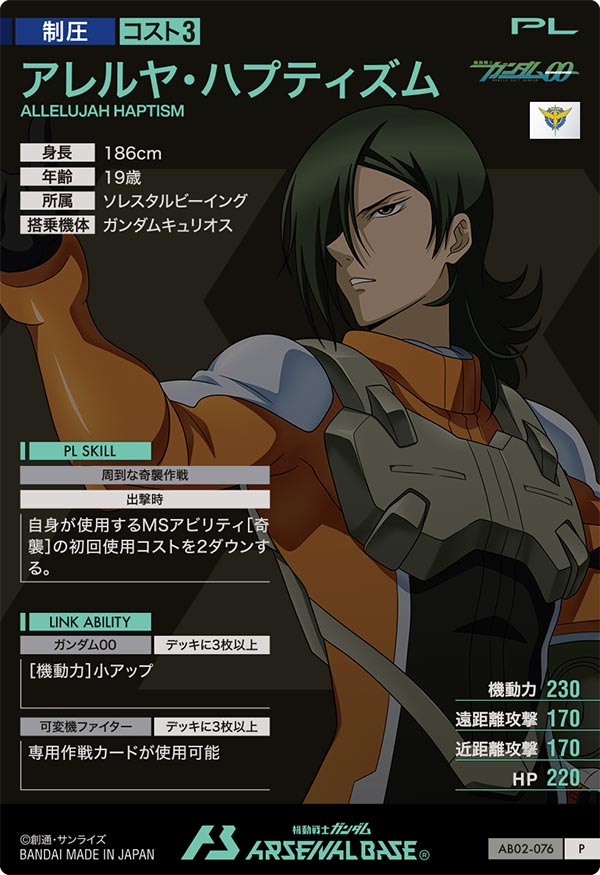 制圧 コスト3 PL
アレルヤ・ハプティズム
ALLELUJAH HAPTISM
ガンダム00
身長 186cm
年齢 19歳
所属 ソレスタルビーイング
搭乗機体 ガンダムキュリオス
PL SKILL
周到な奇襲作戦
出撃時
自身が使用するMSアビリティ[奇
襲]の初回使用コストを2ダウンす
る。
LINK ABILITY
ガンダム00 デッキに3枚以上
[機動力]小アップ
可変機ファイター デッキに3枚以上
専用作戦カードが使用可能
機動力 230
遠距離攻撃 170
近距離攻撃 170
HP 220
©創通・サンライズ
BANDAI MADE IN JAPAN
機動戦士ガンダム
ARSENAL BASE®
AB02-076 P